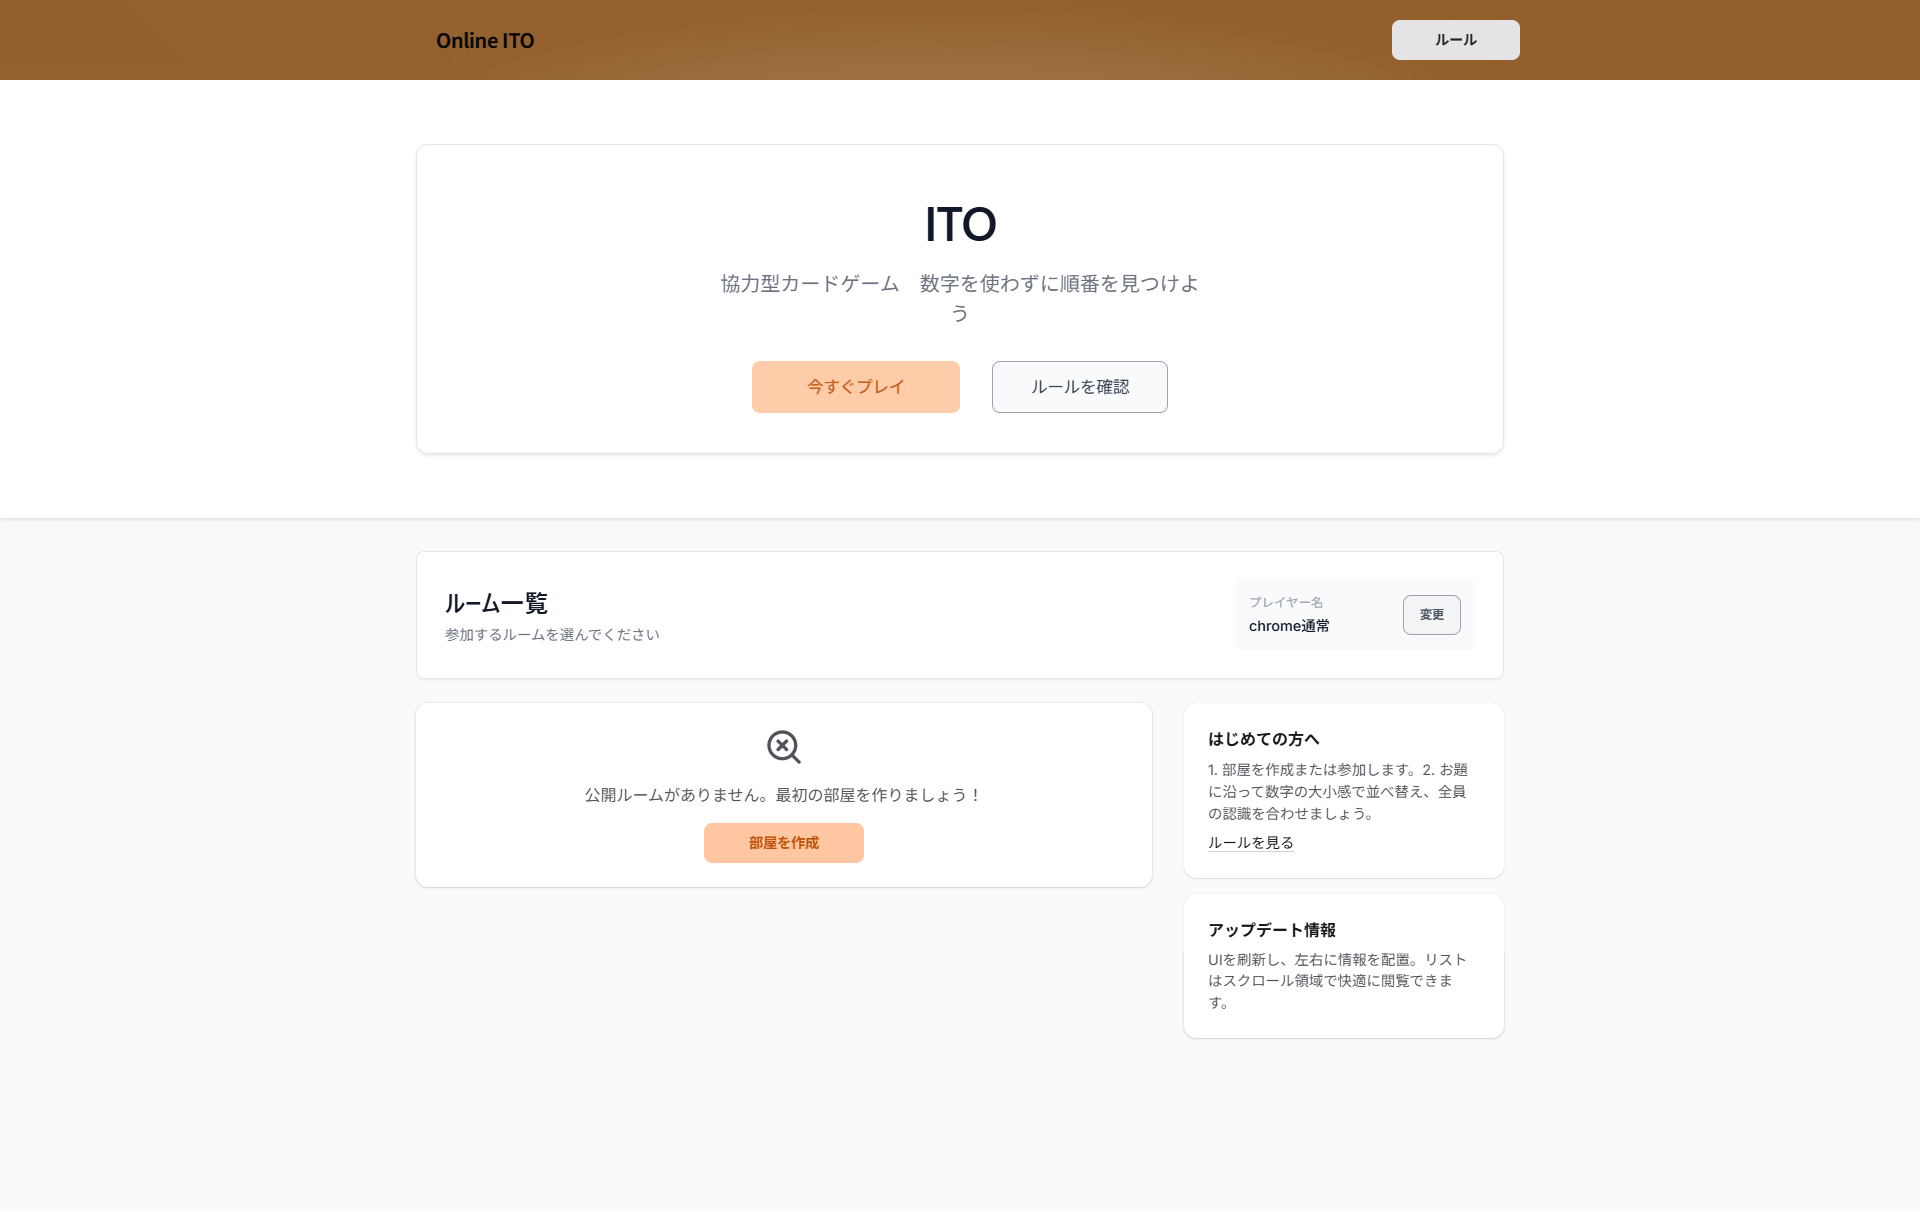 Online ITO
ルール
ITO
協力型カードゲーム　数字を使わずに順番を見つけよ
う
今すぐプレイ
ルールを確認
ルーム一覧
参加するルームを選んでください
プレイヤー名
chrome通常
変更
公開ルームがありません。最初の部屋を作りましょう！
部屋を作成
はじめての方へ
1. 部屋を作成または参加します。2. お題
に沿って数字の大小感で並べ替え、全員
の認識を合わせましょう。
ルールを見る
アップデート情報
UIを刷新し、左右に情報を配置。リスト
はスクロール領域で快適に閲覧できま
す。